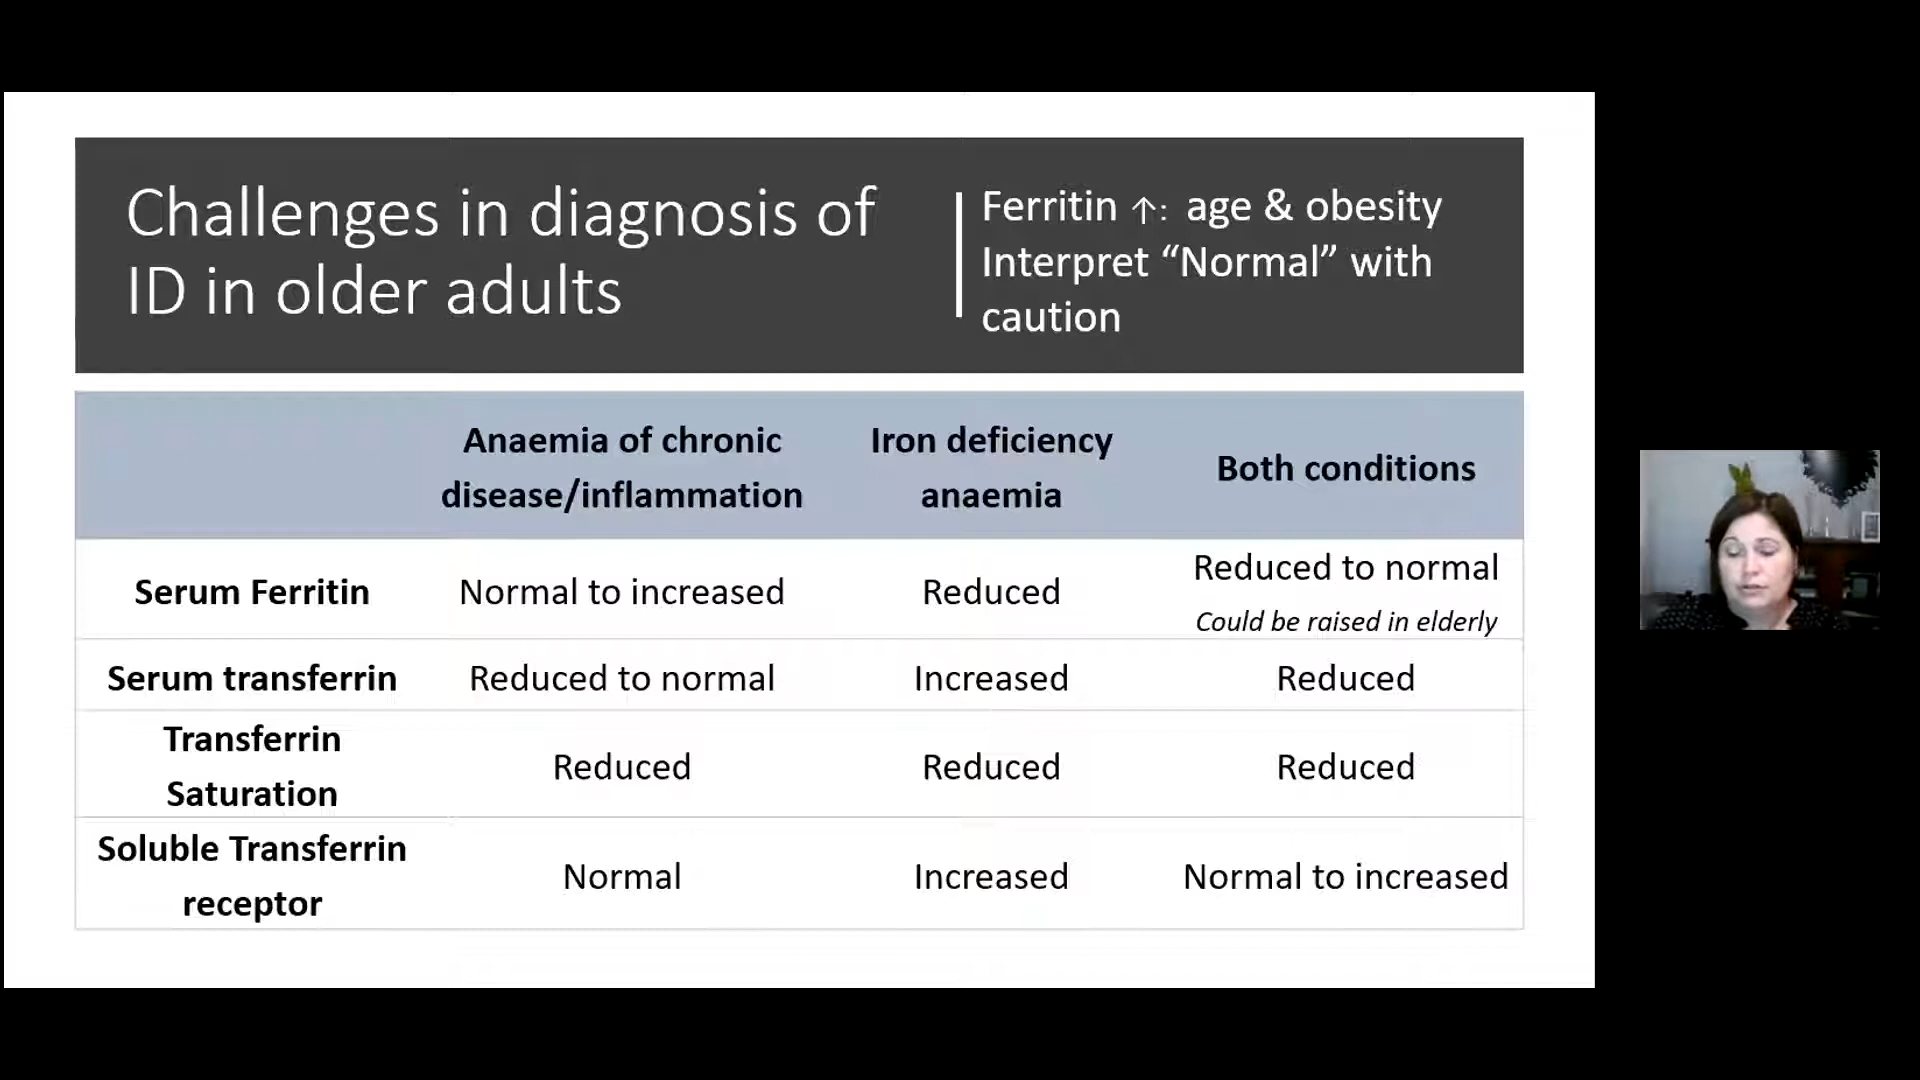 Challenges in diagnosis of
ID in older adults
Ferritin ↑: age & obesity
Interpret “Normal” with
caution
Anaemia of chronic
disease/inflammation
Iron deficiency
anaemia
Both conditions
Serum Ferritin
Normal to increased
Reduced
Reduced to normal
Could be raised in elderly
Serum transferrin
Reduced to normal
Increased
Reduced
Transferrin
Saturation
Reduced
Reduced
Reduced
Soluble Transferrin
receptor
Normal
Increased
Normal to increased